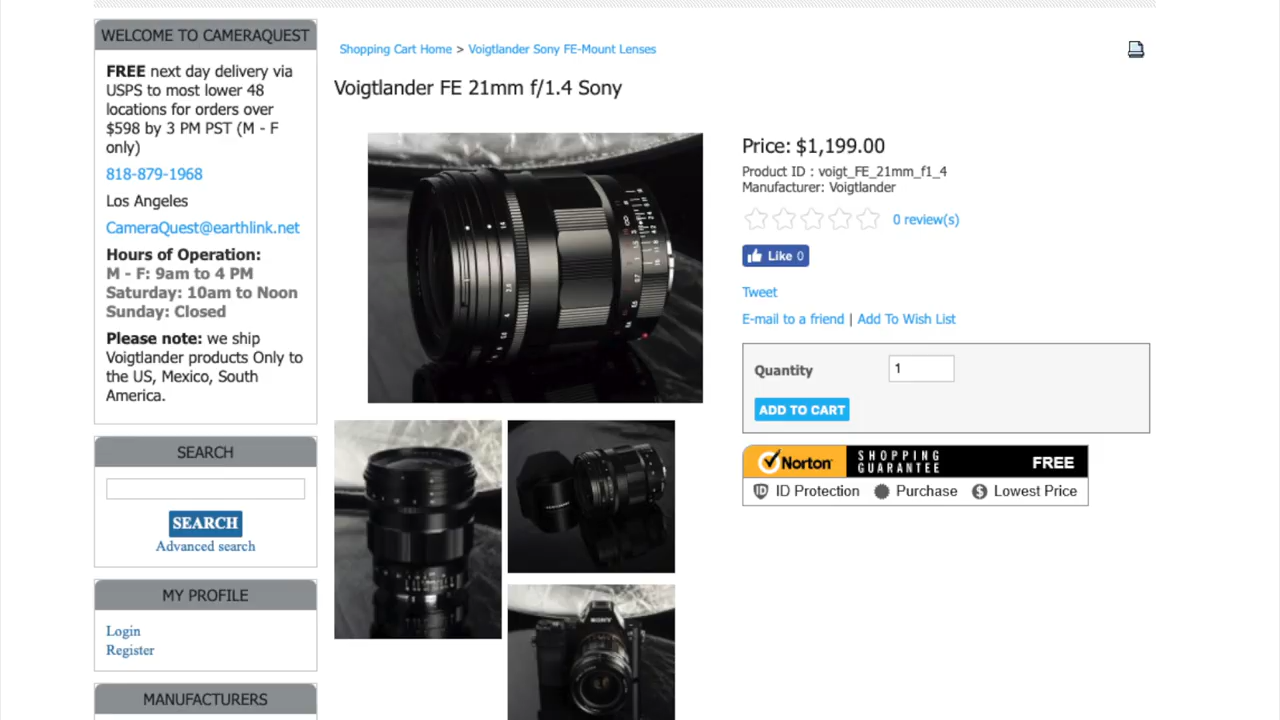 WELCOME TO CAMERAQUEST
FREE next day delivery via
USPS to most lower 48
locations for orders over
$598 by 3 PM PST (M - F
only)
818-879-1968
Los Angeles
CameraQuest@earthlink.net
Hours of Operation:
M - F: 9am to 4 PM
Saturday: 10am to Noon
Sunday: Closed
Please note: we ship
Voigtlander products Only to
the US, Mexico, South
America.
SEARCH
SEARCH
Advanced search
MY PROFILE
Login
Register
MANUFACTURERS
Shopping Cart Home > Voigtlander Sony FE-Mount Lenses
Voigtlander FE 21mm f/1.4 Sony
SONY
Price: $1,199.00
Product ID : voigt_FE_21mm_f1_4
Manufacturer: Voigtlander
0 review(s)
Like 0
Tweet
E-mail to a friend | Add To Wish List
Quantity 1
ADD TO CART
Norton SHOPPING GUARANTEE FREE
ID Protection Purchase Lowest Price